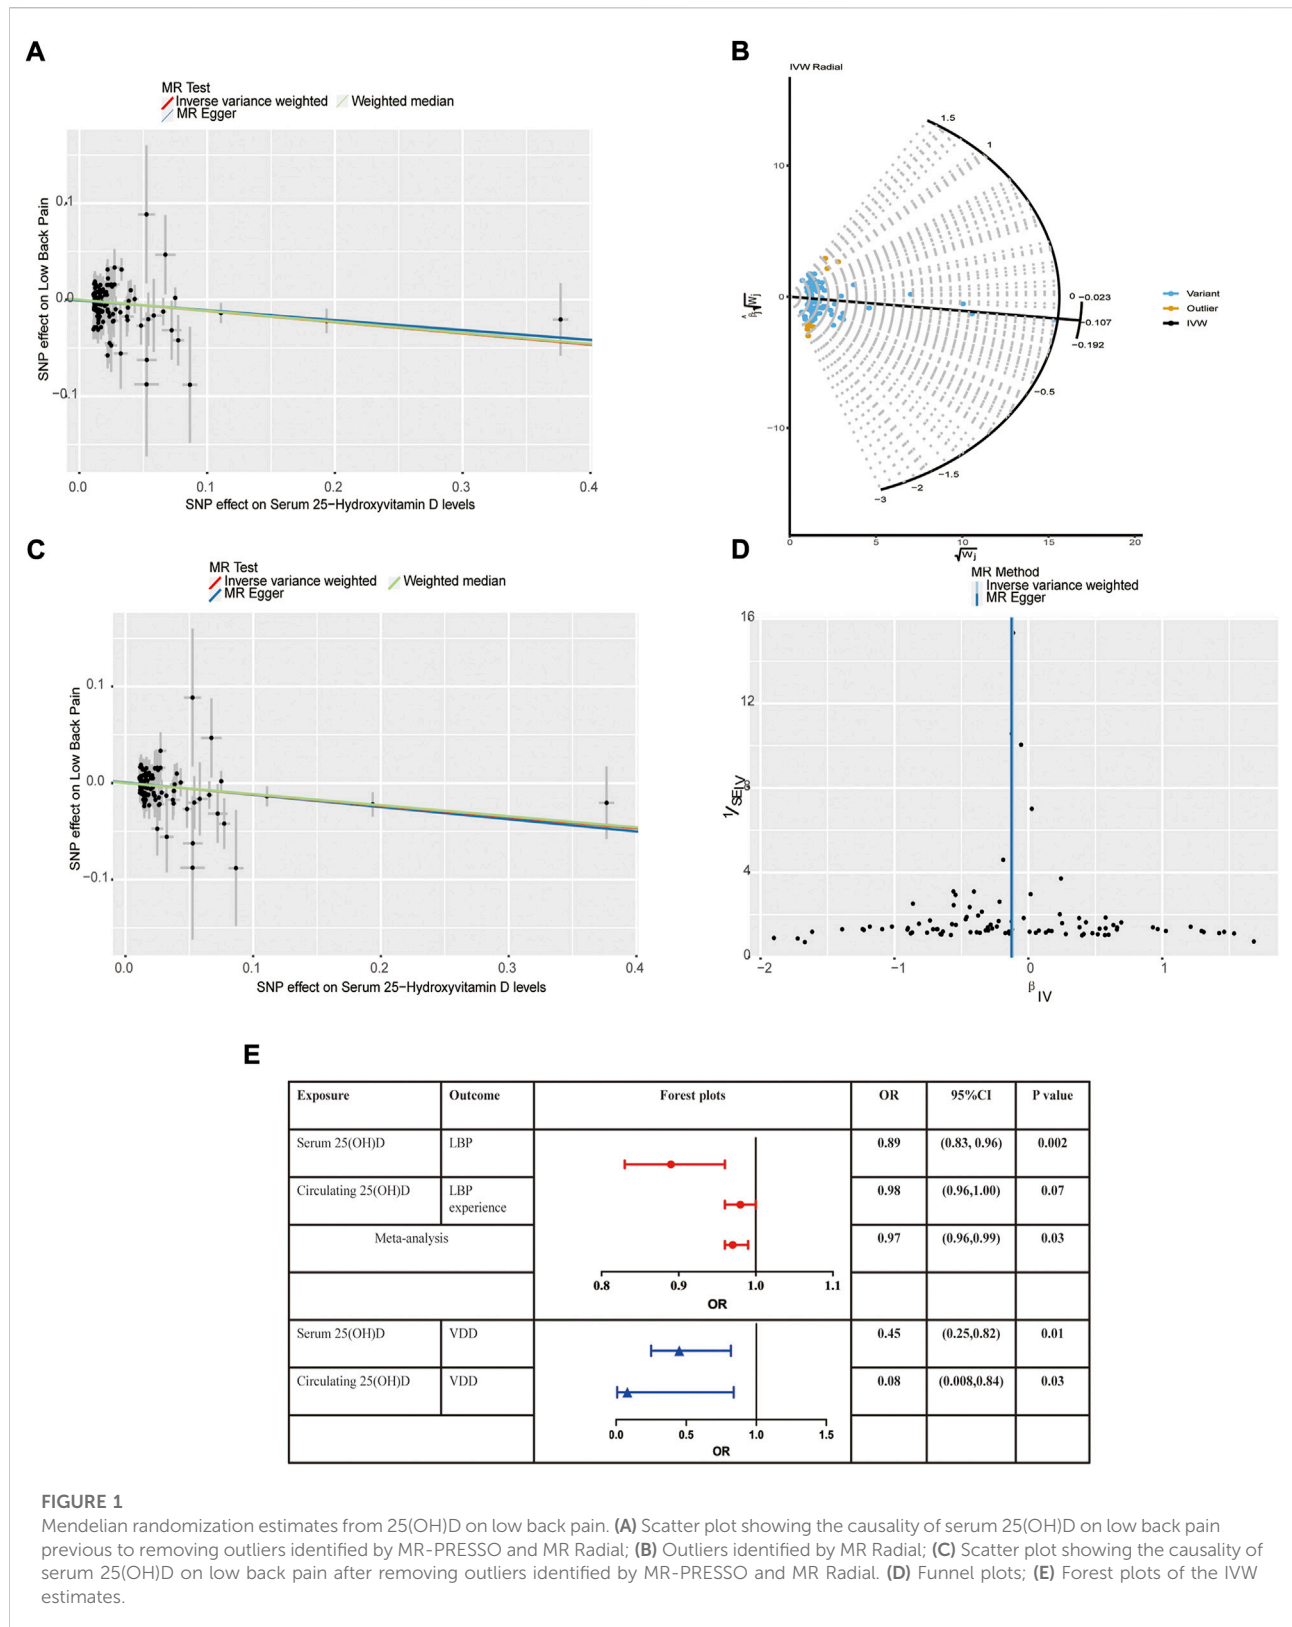 A
MR Test
Inverse variance weighted
Weighted median
MR Egger
SNP effect on Low Back Pain
0.1
0.0
−0.1
0.0
0.1
0.2
0.3
0.4
SNP effect on Serum 25−Hydroxyvitamin D levels
B
IVW Radial
10
0
−10
β̂j√Wj
0
5
10
15
20
√Wj
1.5
1
0
−0.023
−0.107
−0.192
−0.5
−1.5
−2
−3
Variant
Outlier
IVW
C
MR Test
Inverse variance weighted
Weighted median
MR Egger
SNP effect on Low Back Pain
0.1
0.0
−0.1
0.0
0.1
0.2
0.3
0.4
SNP effect on Serum 25−Hydroxyvitamin D levels
D
MR Method
Inverse variance weighted
MR Egger
1/SEIV
16
12
8
4
0
−2
−1
0
1
βIV
E
Exposure Outcome Forest plots OR 95%CI P value
Serum 25(OH)D LBP 0.89 (0.83, 0.96) 0.002
Circulating 25(OH)D LBP experience 0.98 (0.96,1.00) 0.07
Meta-analysis 0.97 (0.96,0.99) 0.03
0.8 0.9 1.0 1.1
OR
Serum 25(OH)D VDD 0.45 (0.25,0.82) 0.01
Circulating 25(OH)D VDD 0.08 (0.008,0.84) 0.03
0.0 0.5 1.0 1.5
OR
FIGURE 1
Mendelian randomization estimates from 25(OH)D on low back pain. (A) Scatter plot showing the causality of serum 25(OH)D on low back pain
previous to removing outliers identified by MR-PRESSO and MR Radial; (B) Outliers identified by MR Radial; (C) Scatter plot showing the causality of
serum 25(OH)D on low back pain after removing outliers identified by MR-PRESSO and MR Radial. (D) Funnel plots; (E) Forest plots of the IVW
estimates.